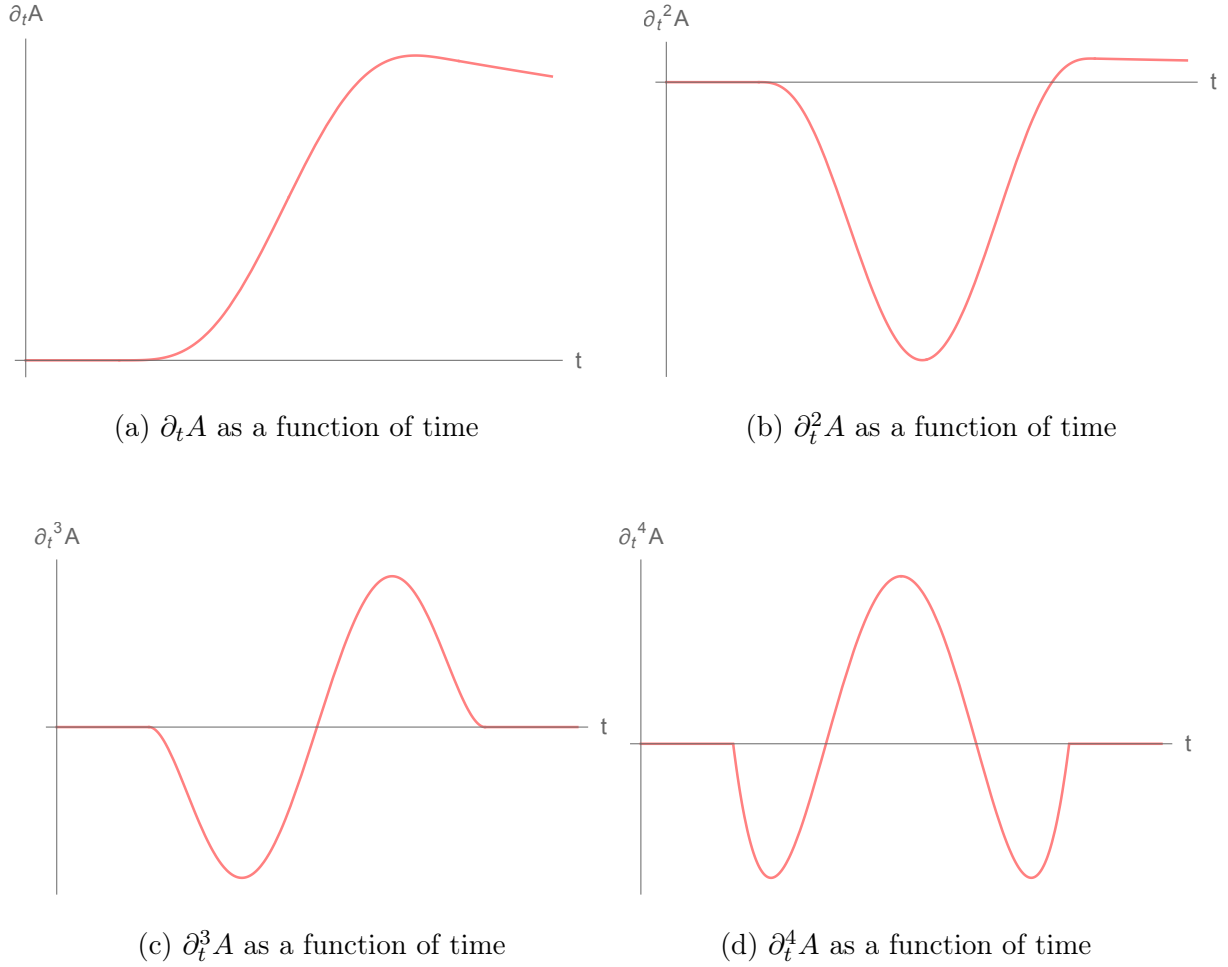 ∂ₜA
t
(a) ∂ₜA as a function of time
∂ₜ²A
t
(b) ∂ₜ²A as a function of time
∂ₜ³A
t
(c) ∂ₜ³A as a function of time
∂ₜ⁴A
t
(d) ∂ₜ⁴A as a function of time